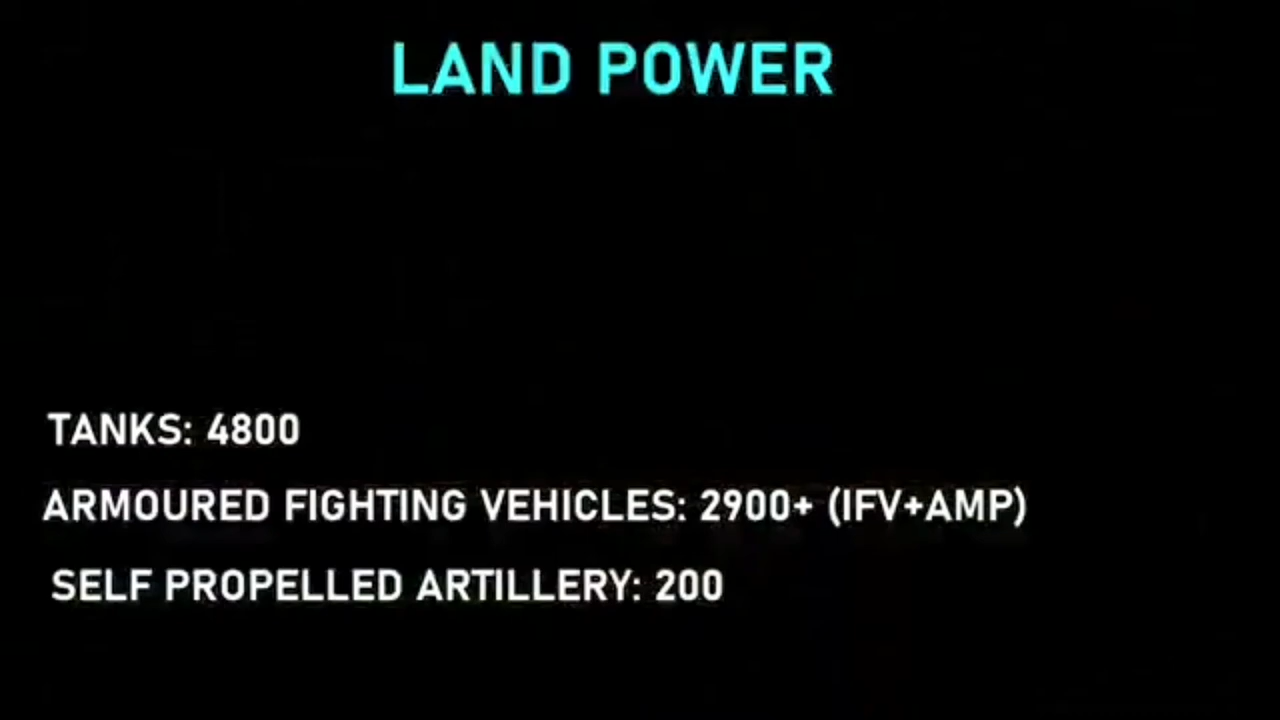 LAND POWER
TANKS: 4800
ARMOURED FIGHTING VEHICLES: 2900+ (IFV+AMP)
SELF PROPELLED ARTILLERY: 200